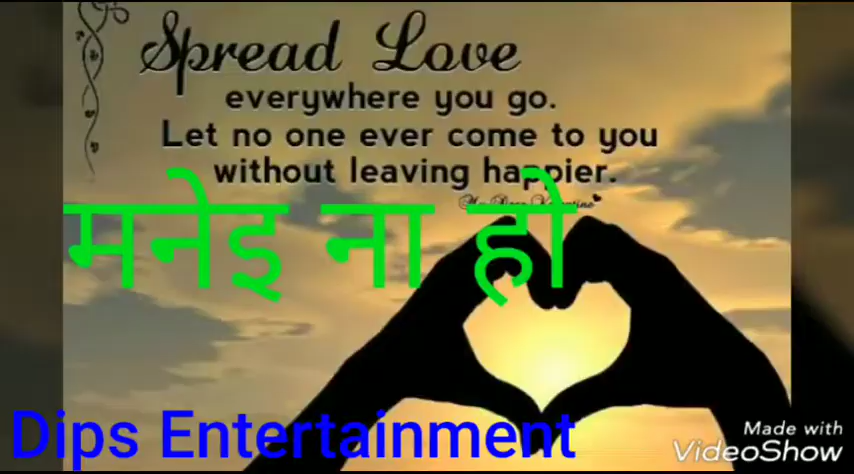 Spread Love
everywhere you go.
Let no one ever come to you
without leaving happier.
मनेइ ना हो
Dips Entertainment
Made with
VideoShow